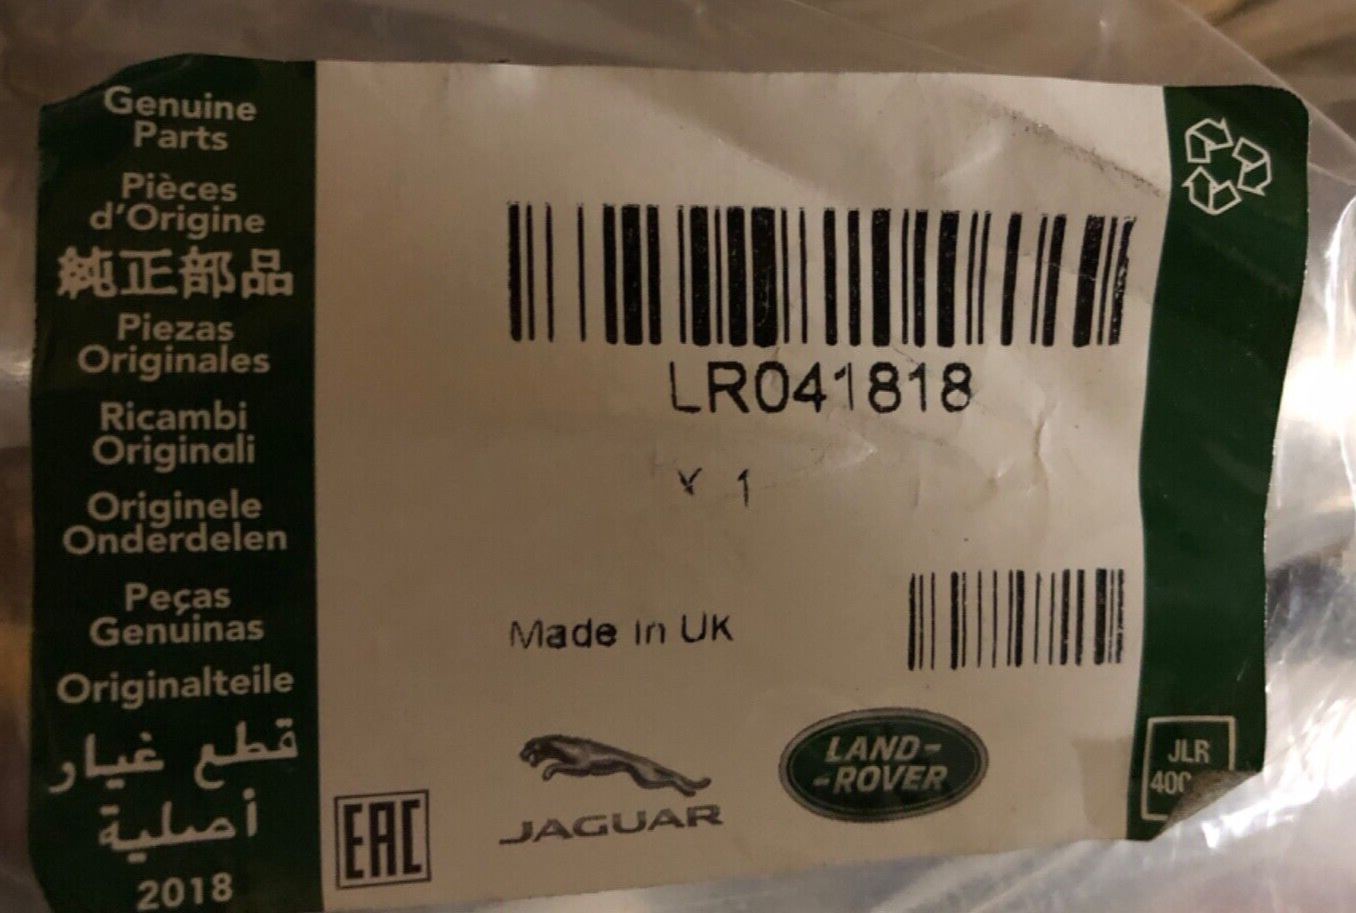 Genuine
Parts
Pièces
d'Origine
純正部品
Piezas
Originales
Ricambi
Originali
Originele
Onderdelen
Peças
Genuinas
Originalteile
قطع غيار
أصلية
2018
LR041818
X 1
Made in UK
EAC
JAGUAR
LAND-
-ROVER
JLR